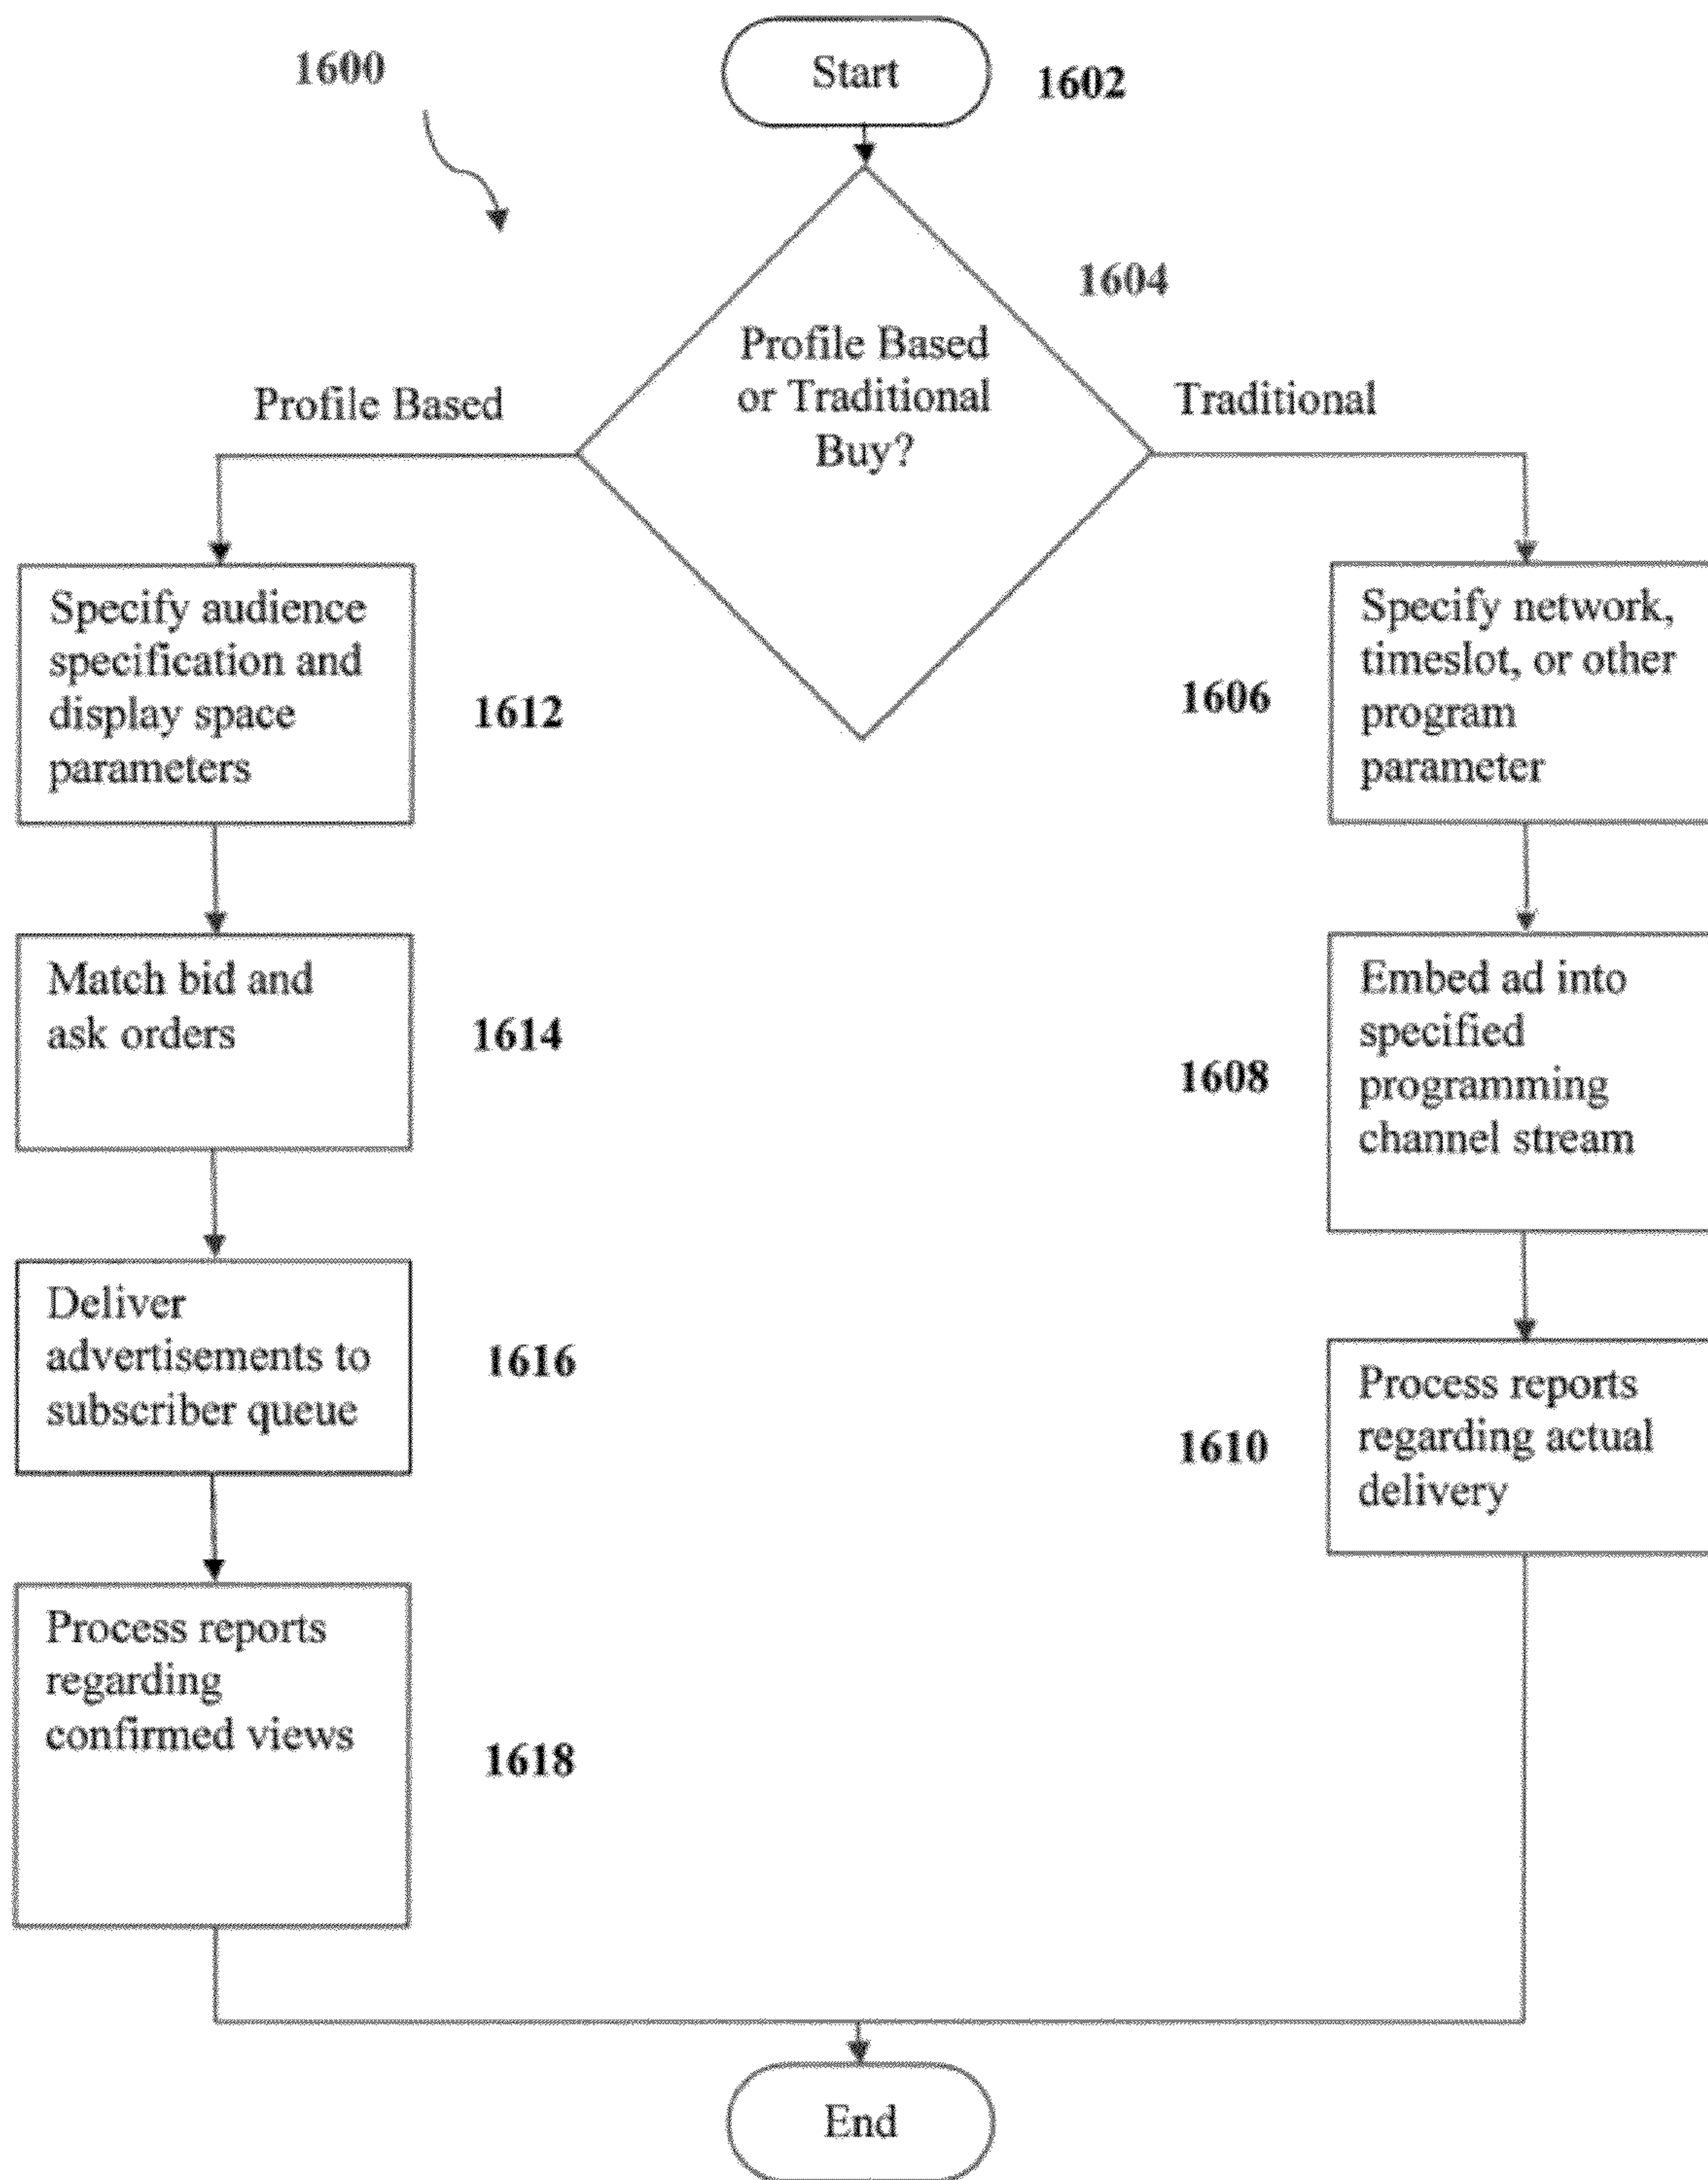 1600
Start
1602
1604
Profile Based
or Traditional
Buy?
Profile Based
Traditional
Specify audience
specification and
display space
parameters
1612
1606
Specify network,
timeslot, or other
program
parameter
Match bid and
ask orders
1614
1608
Embed ad into
specified
programming
channel stream
Deliver
advertisements to
subscriber queue
1616
1610
Process reports
regarding actual
delivery
Process reports
regarding
confirmed views
1618
End